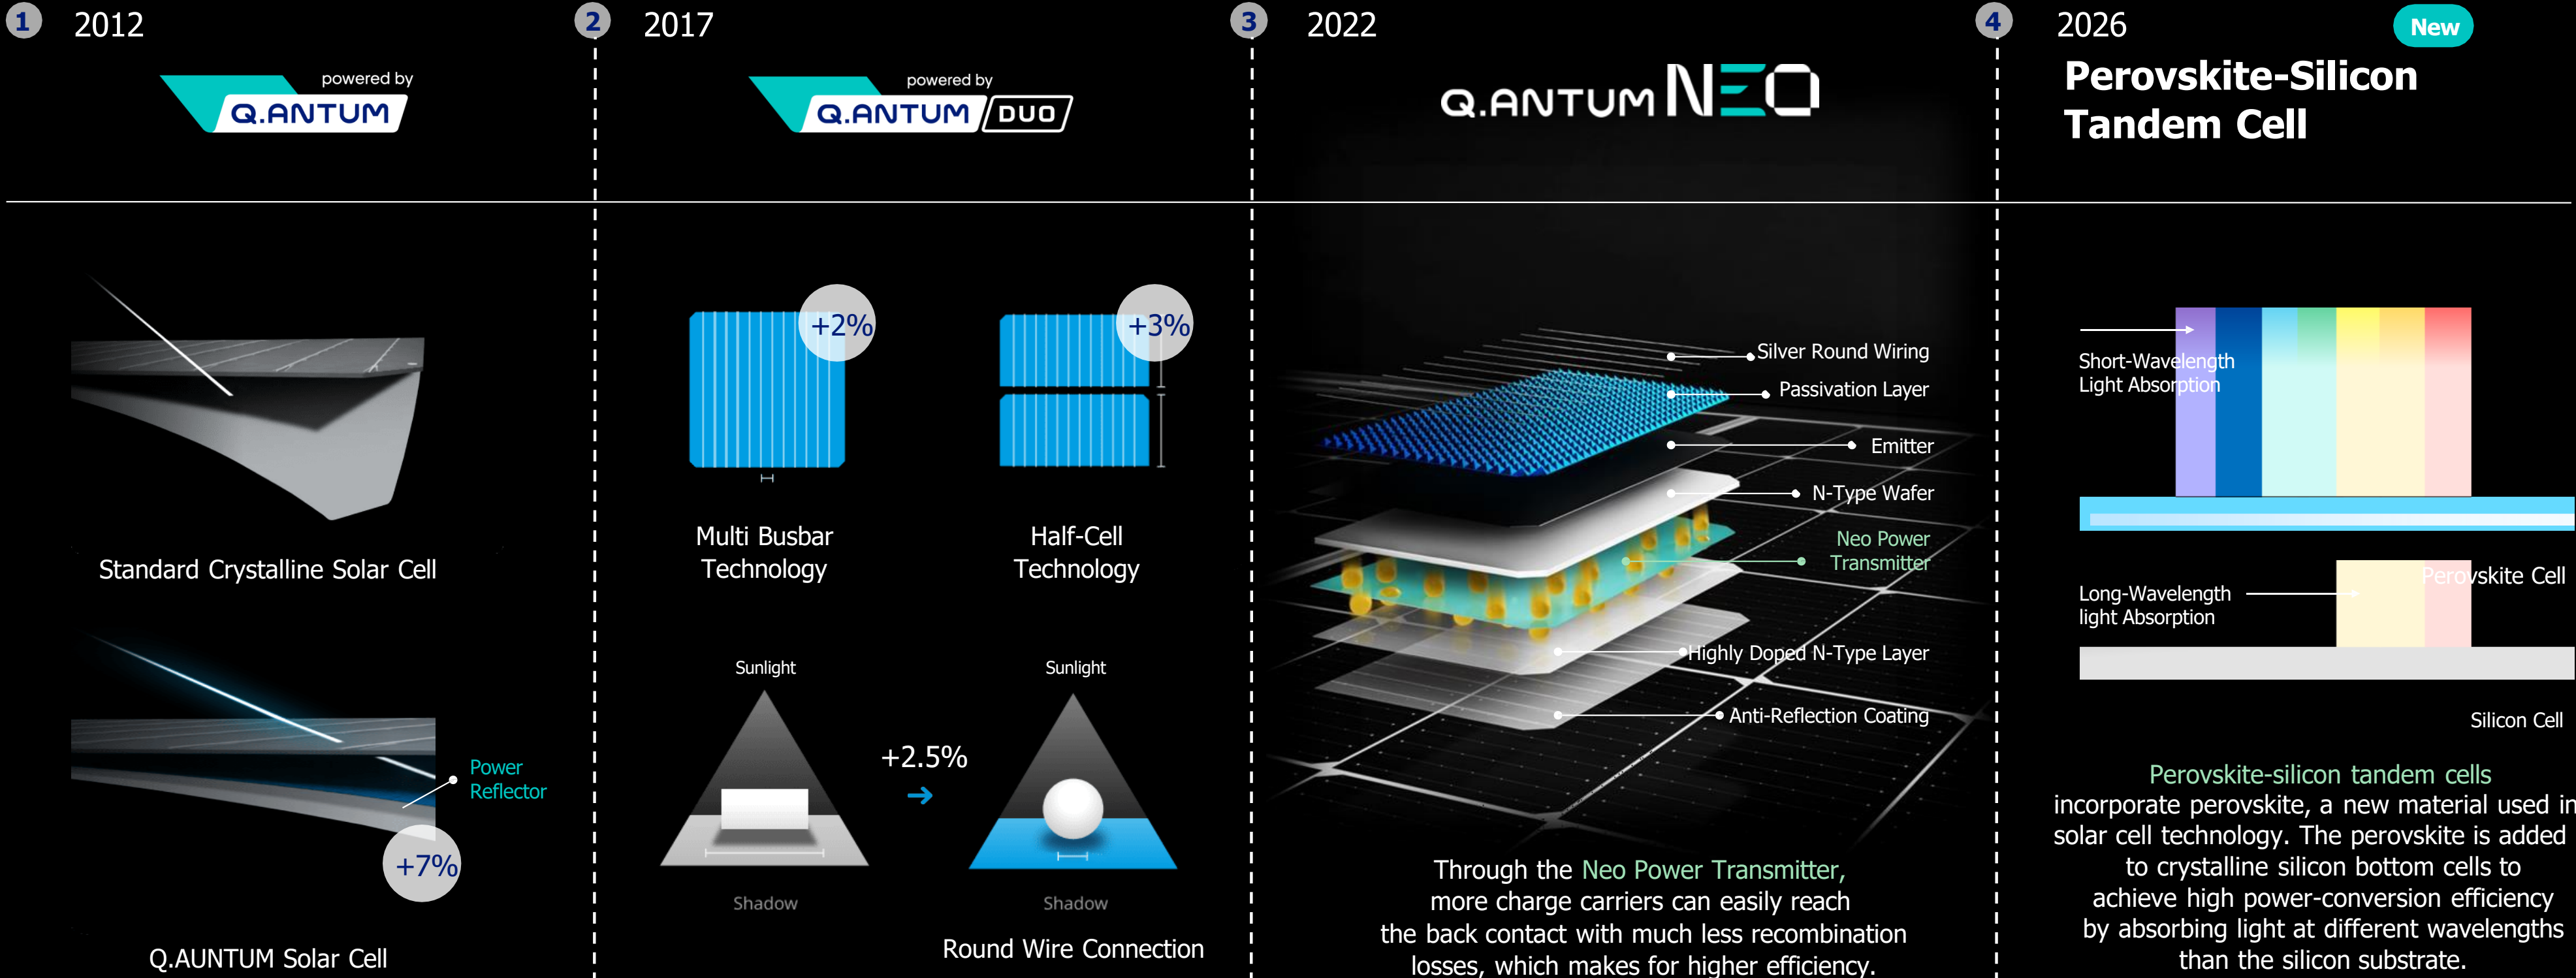 1
2012
powered by
Q.ANTUM
Standard Crystalline Solar Cell
Power
Reflector
+7%
Q.AUNTUM Solar Cell
2
2017
powered by
Q.ANTUM DUO
+2%
Multi Busbar
Technology
+3%
Half-Cell
Technology
Sunlight
Shadow
+2.5%
➔
Sunlight
Shadow
Round Wire Connection
3
2022
Q.ANTUM NEO
Silver Round Wiring
Passivation Layer
Emitter
N-Type Wafer
Neo Power
Transmitter
Highly Doped N-Type Layer
Anti-Reflection Coating
Through the Neo Power Transmitter,
more charge carriers can easily reach
the back contact with much less recombination
losses, which makes for higher efficiency.
4
2026
New
Perovskite-Silicon
Tandem Cell
Short-Wavelength
Light Absorption
Perovskite Cell
Long-Wavelength
light Absorption
Silicon Cell
Perovskite-silicon tandem cells
incorporate perovskite, a new material used in
solar cell technology. The perovskite is added
to crystalline silicon bottom cells to
achieve high power-conversion efficiency
by absorbing light at different wavelengths
than the silicon substrate.